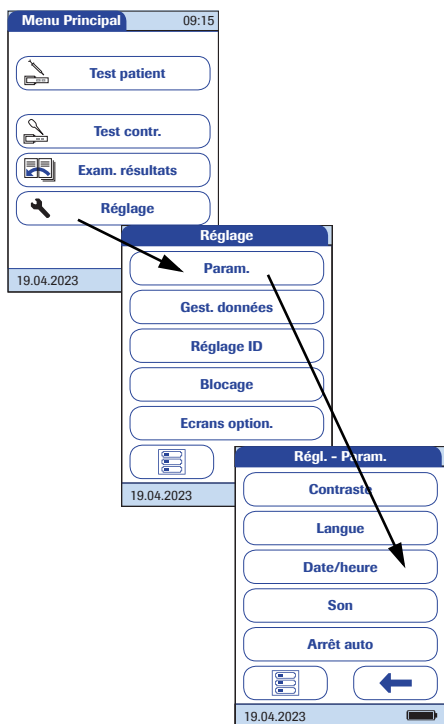 Menu Principal 09:15
Test patient
Test contr.
Exam. résultats
Réglage
19.04.2023
Réglage
Param.
Gest. données
Réglage ID
Blocage
Ecrans option.
19.04.2023
Régl. - Param.
Contraste
Langue
Date/heure
Son
Arrêt auto
19.04.2023